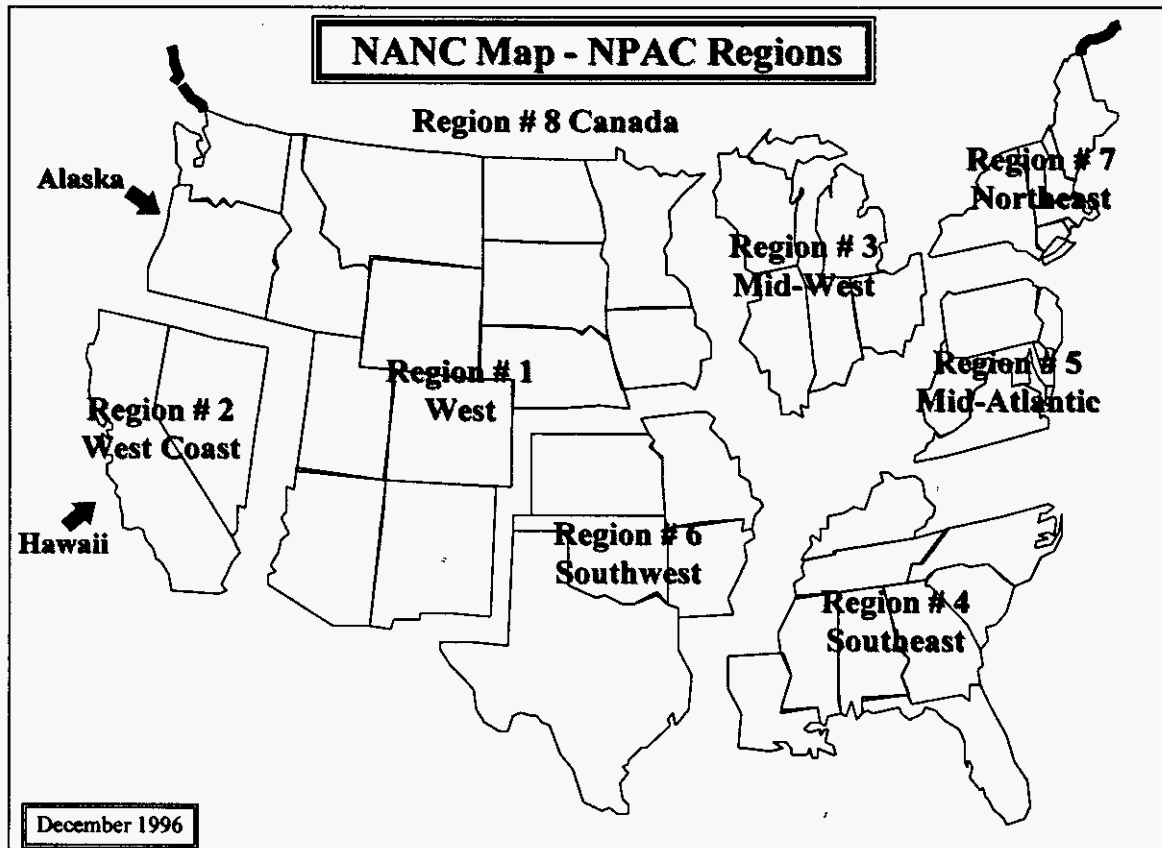 NANC Map - NPAC Regions
Region # 8 Canada
Region # 7
Northeast
Alaska
Region # 3
Mid-West
Region # 1
West
Region # 5
Mid-Atlantic
Region # 2
West Coast
Hawaii
Region # 6
Southwest
Region # 4
Southeast
December 1996